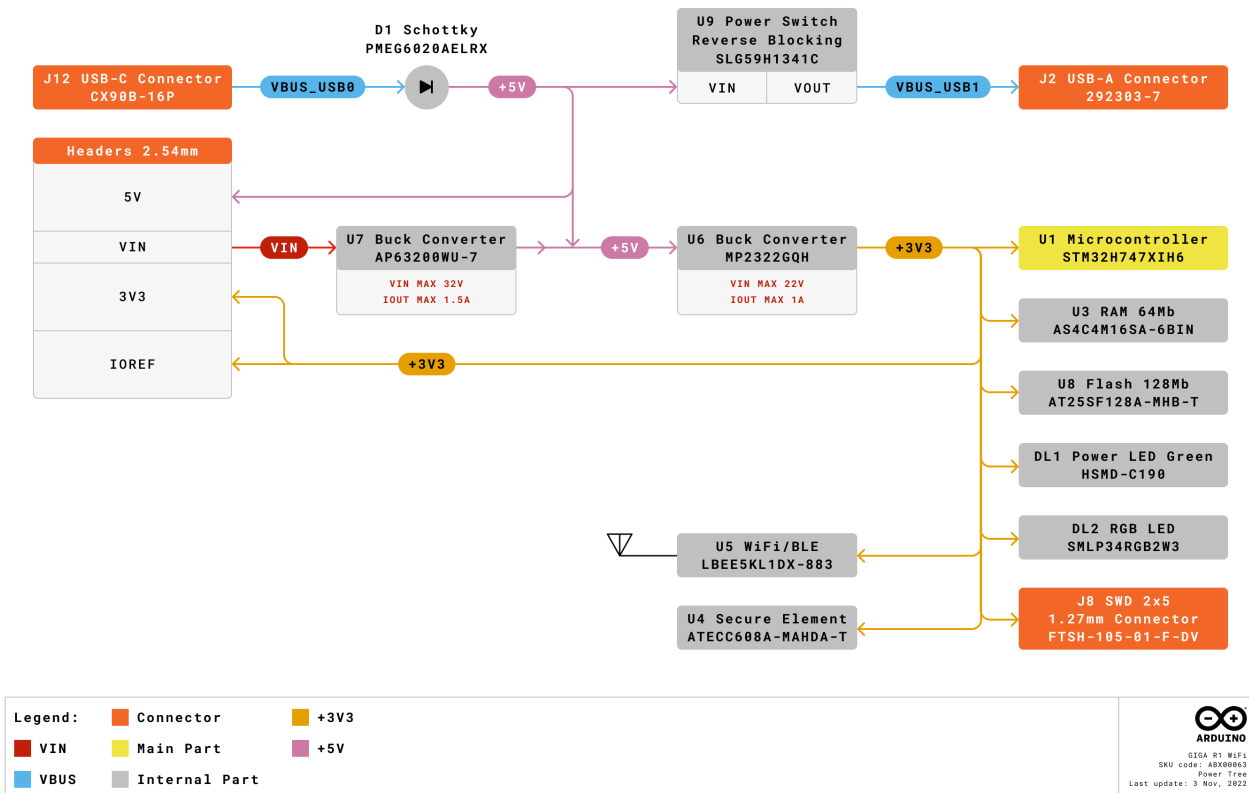 D1 Schottky
PMEG6020AELRX
U9 Power Switch
Reverse Blocking
SLG59H1341C
VIN
VOUT
J12 USB-C Connector
CX90B-16P
VBUS_USB0
+5V
VBUS_USB1
J2 USB-A Connector
292303-7
Headers 2.54mm
5V
VIN
3V3
IOREF
VIN
U7 Buck Converter
AP63200WU-7
VIN MAX 32V
IOUT MAX 1.5A
+5V
U6 Buck Converter
MP2322GQH
VIN MAX 22V
IOUT MAX 1A
+3V3
U1 Microcontroller
STM32H747XIH6
U3 RAM 64Mb
AS4C4M16SA-6BIN
+3V3
U8 Flash 128Mb
AT25SF128A-MHB-T
DL1 Power LED Green
HSMD-C190
DL2 RGB LED
SMLP34RGB2W3
U5 WiFi/BLE
LBEE5KL1DX-883
U4 Secure Element
ATECC608A-MAHDA-T
J8 SWD 2x5
1.27mm Connector
FTSH-105-01-F-DV
Legend:
Connector
+3V3
VIN
Main Part
+5V
VBUS
Internal Part
ARDUINO
GIGA R1 WiFi
SKU code: ABX00063
Power Tree
Last update: 3 Nov, 2022